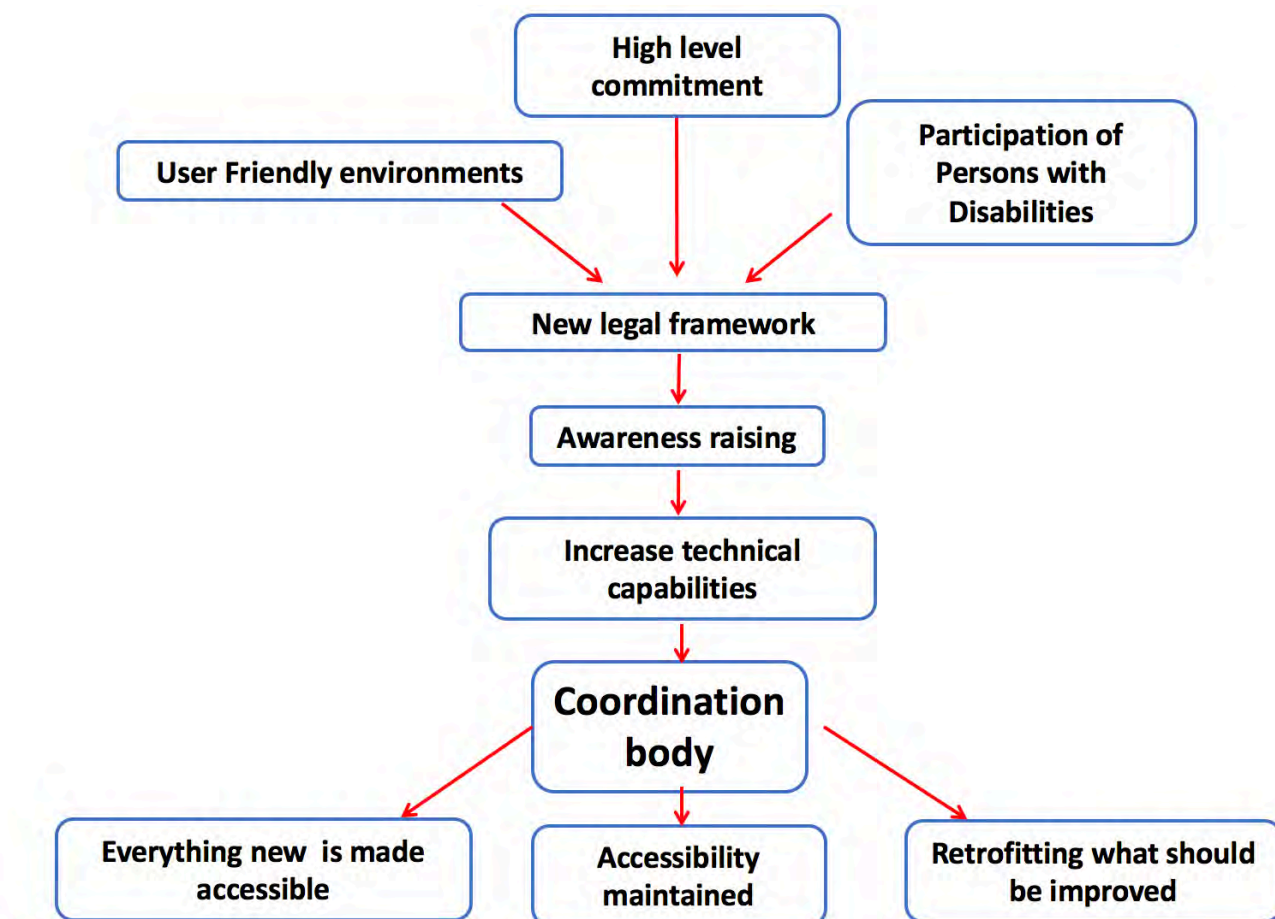 High level
commitment
User Friendly environments
Participation of
Persons with
Disabilities
New legal framework
Awareness raising
Increase technical
capabilities
Coordination
body
Everything new  is made
accessible
Accessibility
maintained
Retrofitting what should
be improved